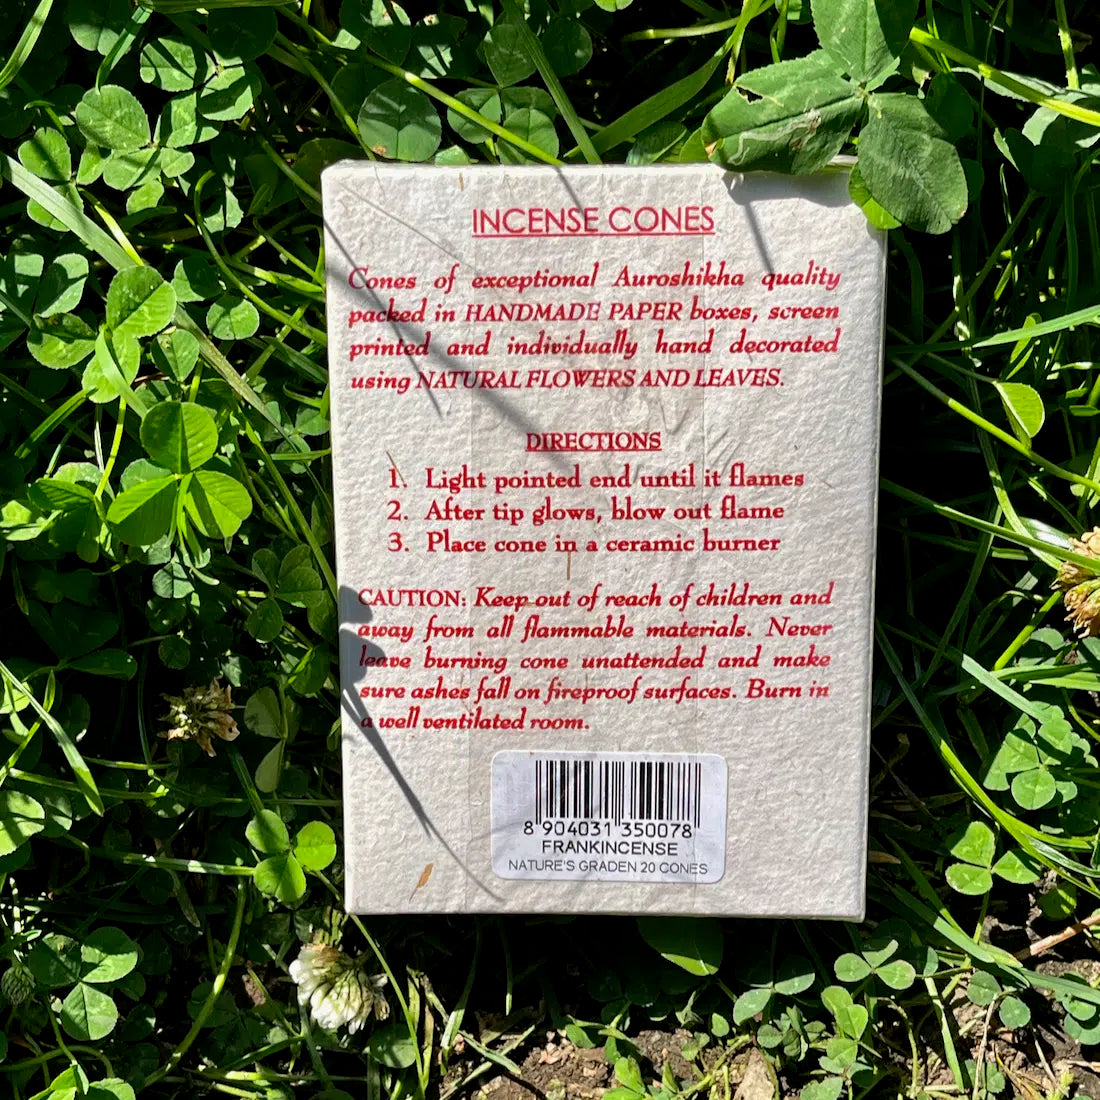 INCENSE CONES
Cones of exceptional Auroshikha quality
packed in HANDMADE PAPER boxes, screen
printed and individually hand decorated
using NATURAL FLOWERS AND LEAVES.
DIRECTIONS
1. Light pointed end until it flames
2. After tip glows, blow out flame
3. Place cone in a ceramic burner
CAUTION: Keep out of reach of children and
away from all flammable materials. Never
leave burning cone unattended and make
sure ashes fall on fireproof surfaces. Burn in
a well ventilated room.
8 904031 350078
FRANKINCENSE
NATURE'S GRADEN 20 CONES